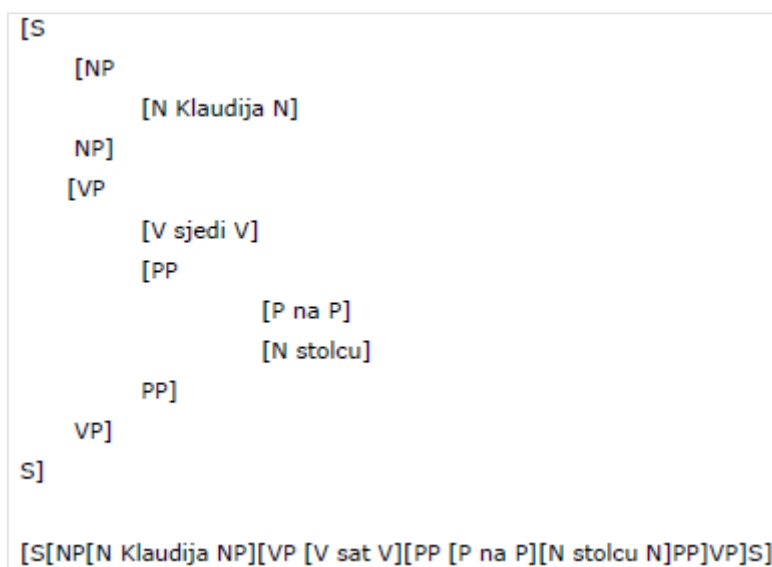 [S
[NP
[N Klaudija N]
NP]
[VP
[V sjedi V]
[PP
[P na P]
[N stolcu]
PP]
VP]
S]
[S[NP[N Klaudija NP][VP [V sat V][PP [P na P][N stolcu N]PP]VP]S]